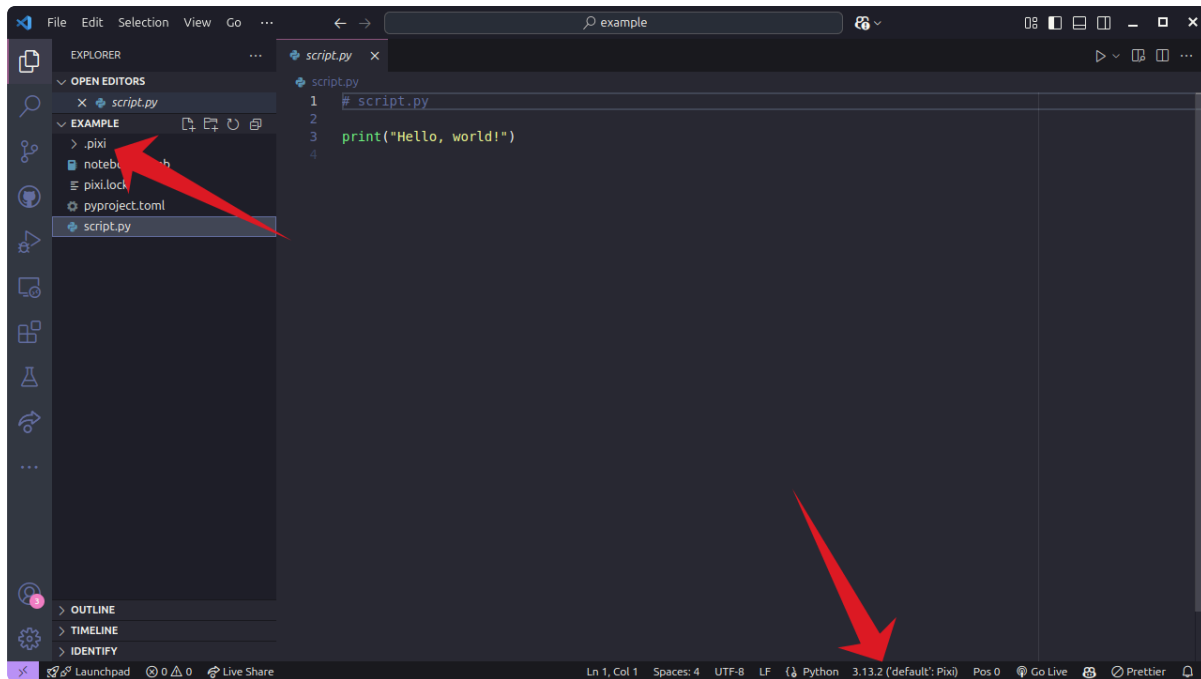 File Edit Selection View Go ...
example
EXPLORER
script.py
OPEN EDITORS
script.py
script.py
EXAMPLE
.pixi
pixi.lock
pyproject.toml
script.py
1 # script.py
2
3 print("Hello, world!")
4
3
OUTLINE
TIMELINE
IDENTIFY
Launchpad 0 0 Live Share Ln 1, Col 1 Spaces: 4 UTF-8 LF Python 3.13.2 ('default': Pixi) Pos 0 Go Live Prettier